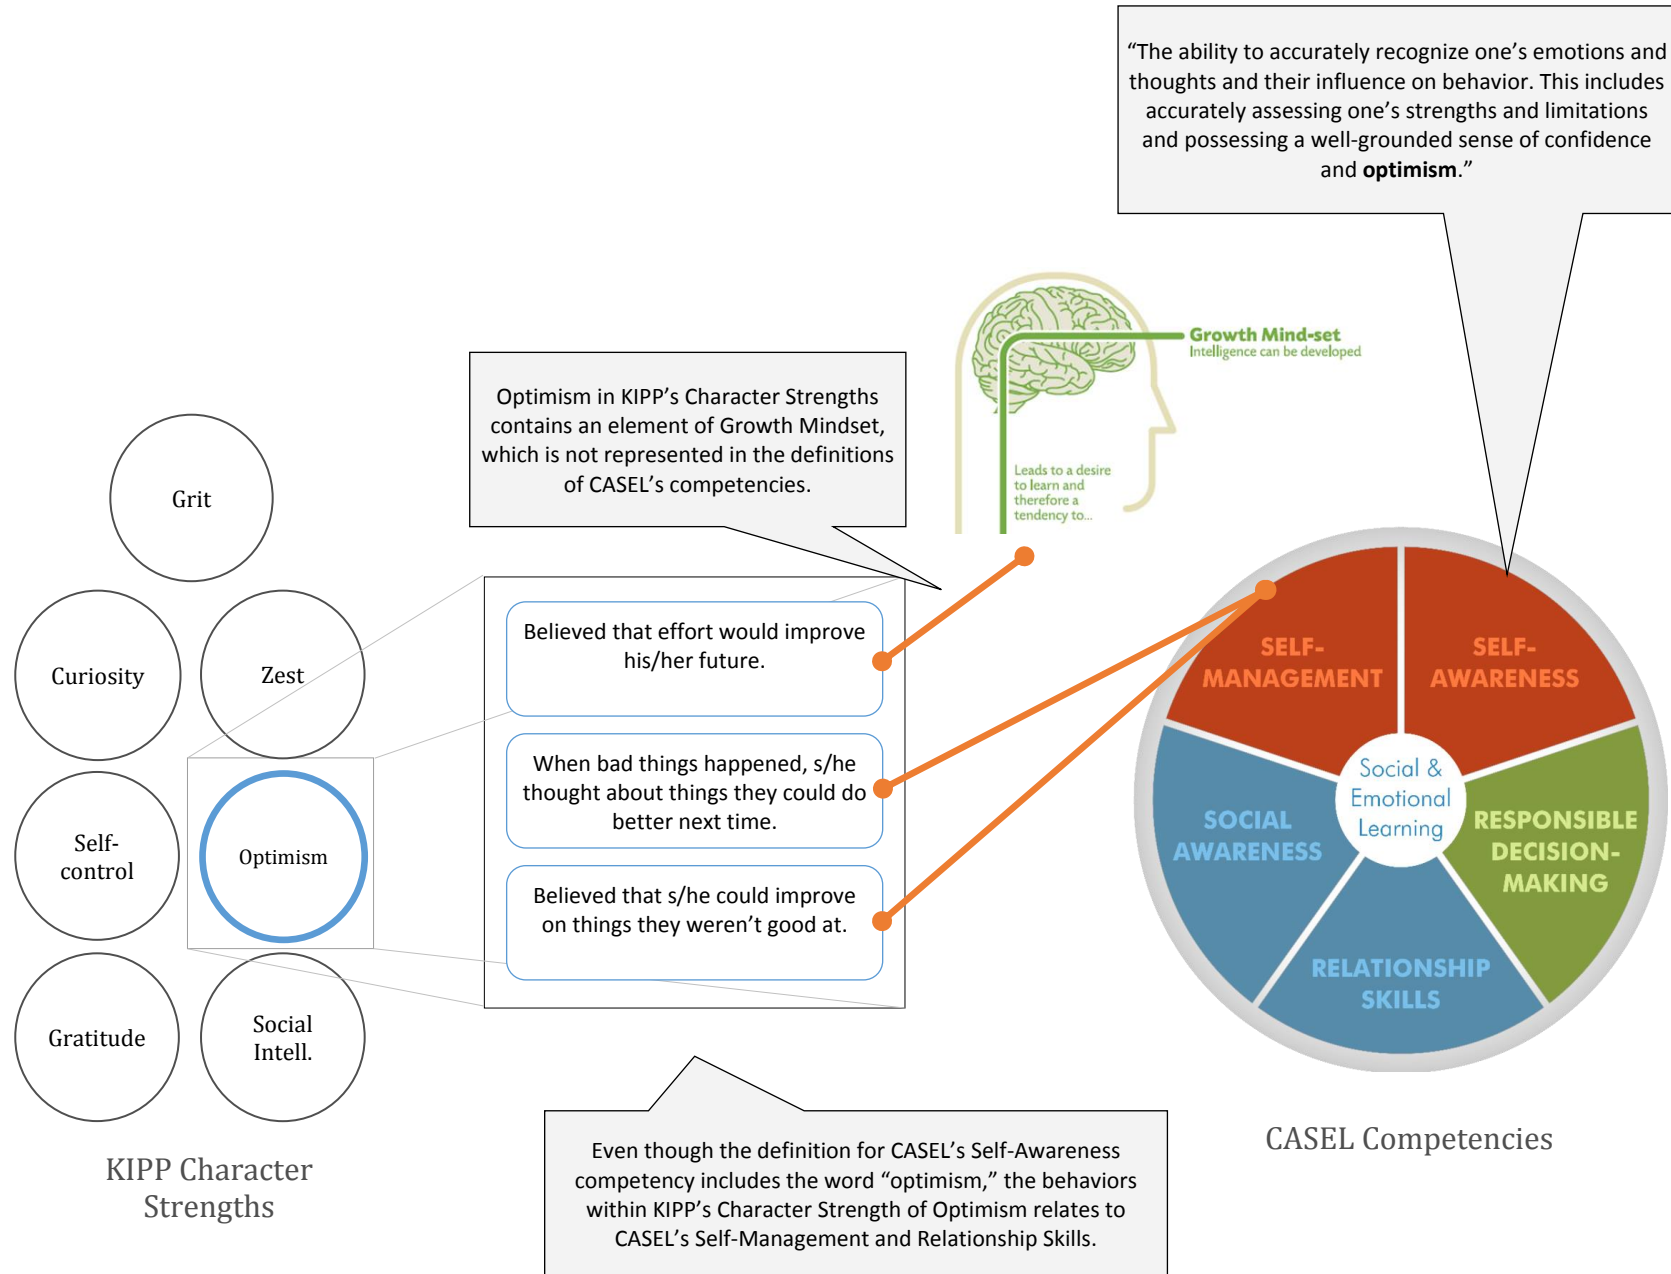 “The ability to accurately recognize one’s emotions and
thoughts and their influence on behavior. This includes
accurately assessing one’s strengths and limitations
and possessing a well-grounded sense of confidence
and optimism.”
Growth Mind-set
Intelligence can be developed
Leads to a desire
to learn and
therefore a
tendency to...
Optimism in KIPP’s Character Strengths
contains an element of Growth Mindset,
which is not represented in the definitions
of CASEL’s competencies.
Grit
Curiosity
Zest
Self-
control
Optimism
Gratitude
Social
Intell.
KIPP Character
Strengths
Believed that effort would improve
his/her future.
When bad things happened, s/he
thought about things they could do
better next time.
Believed that s/he could improve
on things they weren’t good at.
SELF-
MANAGEMENT
SELF-
AWARENESS
SOCIAL
AWARENESS
Social &
Emotional
Learning
RESPONSIBLE
DECISION-
MAKING
RELATIONSHIP
SKILLS
CASEL Competencies
Even though the definition for CASEL’s Self-Awareness
competency includes the word “optimism,” the behaviors
within KIPP’s Character Strength of Optimism relates to
CASEL’s Self-Management and Relationship Skills.